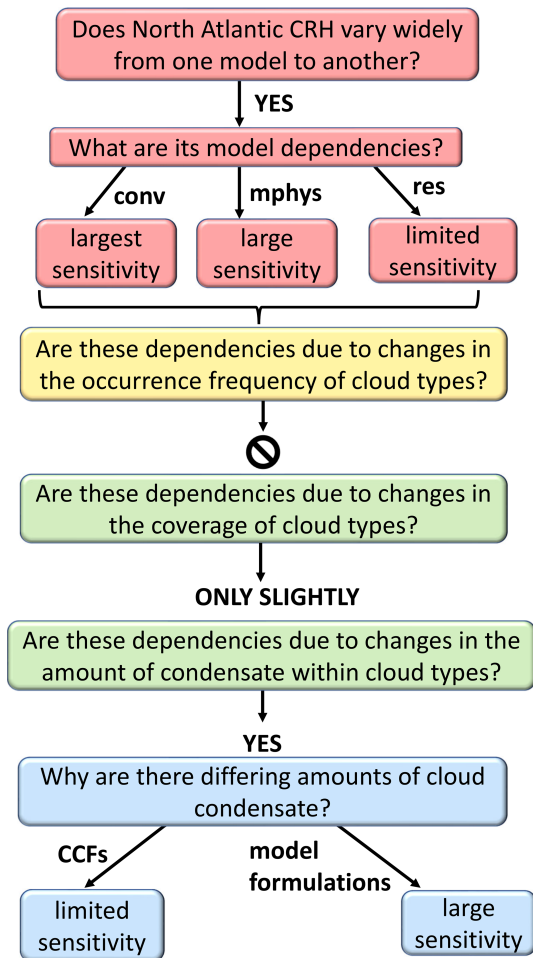 Does North Atlantic CRH vary widely
from one model to another?
YES
What are its model dependencies?
conv
mphys
res
largest
sensitivity
large
sensitivity
limited
sensitivity
Are these dependencies due to changes in
the occurrence frequency of cloud types?
Are these dependencies due to changes in
the coverage of cloud types?
ONLY SLIGHTLY
Are these dependencies due to changes in the
amount of condensate within cloud types?
YES
Why are there differing amounts of cloud
condensate?
CCFs
model
formulations
limited
sensitivity
large
sensitivity